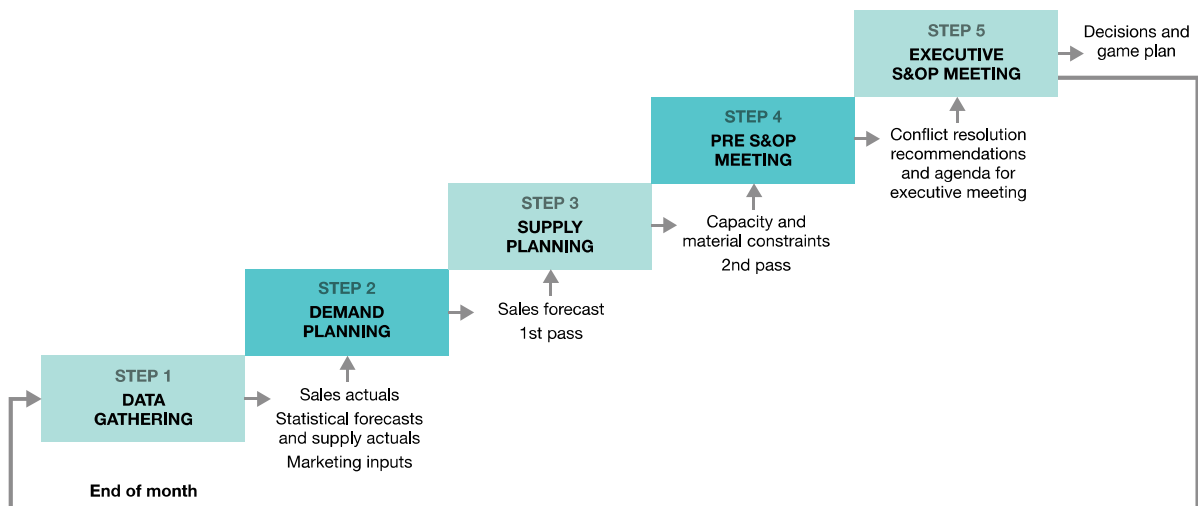 STEP 5
EXECUTIVE
S&OP MEETING
Decisions and
game plan
STEP 4
PRE S&OP
MEETING
Conflict resolution
recommendations
and agenda for
executive meeting
STEP 3
SUPPLY
PLANNING
Capacity and
material constraints
2nd pass
STEP 2
DEMAND
PLANNING
Sales forecast
1st pass
STEP 1
DATA
GATHERING
Sales actuals
Statistical forecasts
and supply actuals
Marketing inputs
End of month